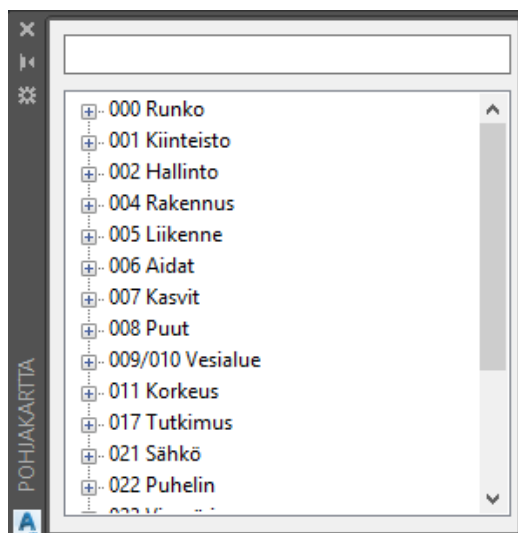 000 Runko
001 Kiinteisto
002 Hallinto
004 Rakennus
005 Liikenne
006 Aidat
007 Kasvit
008 Puut
009/010 Vesialue
011 Korkeus
017 Tutkimus
021 Sähkö
022 Puhelin
POHJAKARTTA